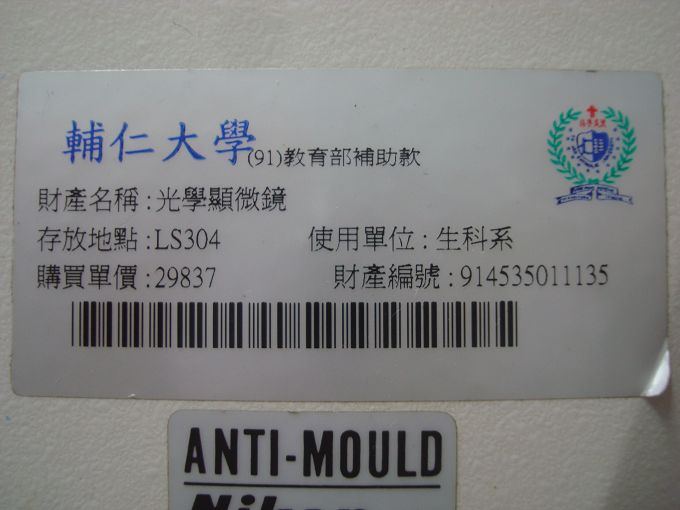 輔仁大學(91)教育部補助款
財產名稱:光學顯微鏡
存放地點:LS304 使用單位:生科系
購買單價:29837 財產編號:914535011135
ANTI-MOULD
Nikon